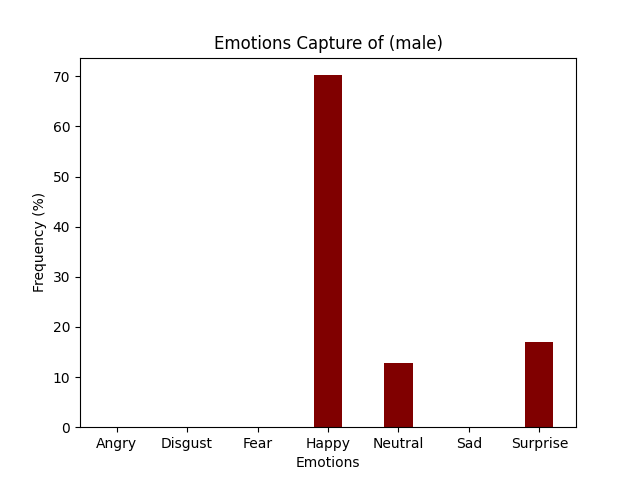 Emotions Capture of (male)
Frequency (%)
70
60
50
40
30
20
10
0
Angry Disgust Fear Happy Neutral Sad Surprise
Emotions